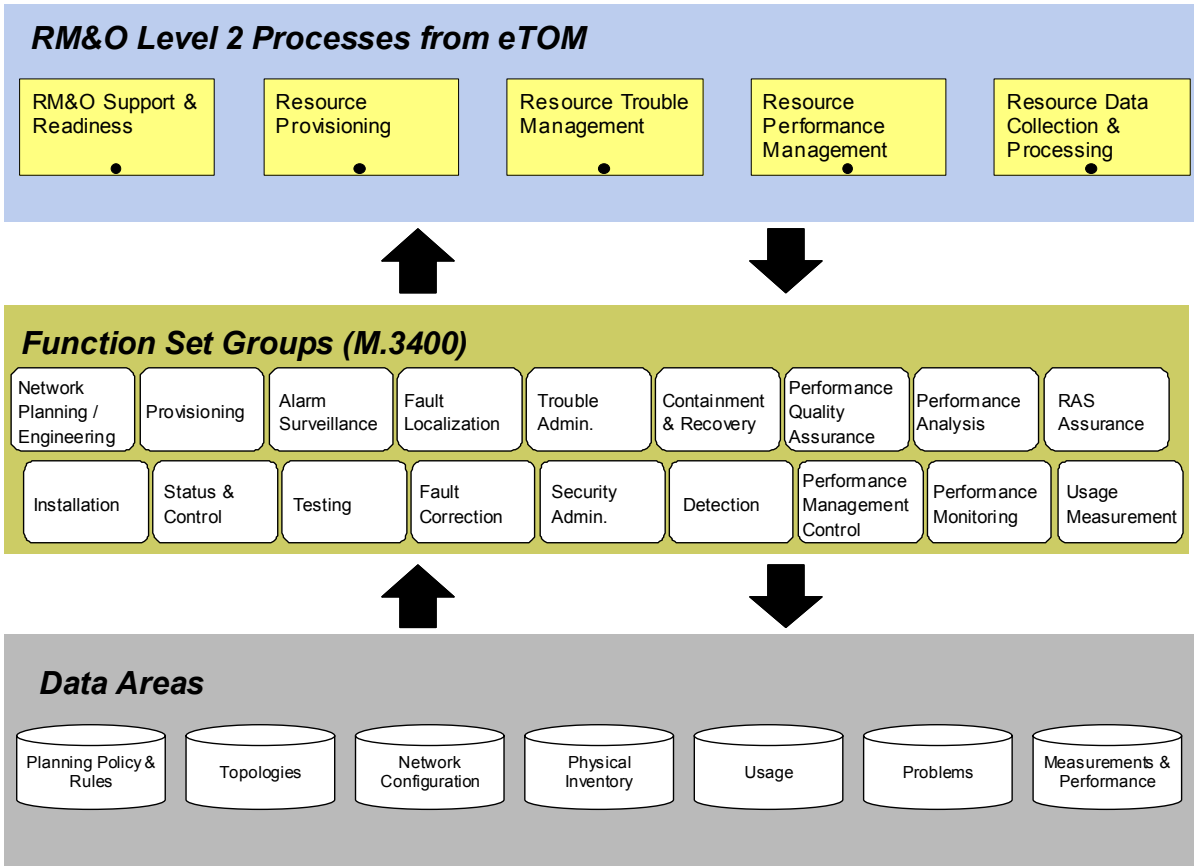 RM&O Level 2 Processes from eTOM
RM&O Support &
Readiness
Resource
Provisioning
Resource Trouble
Management
Resource
Performance
Management
Resource Data
Collection &
Processing
Function Set Groups (M.3400)
Network
Planning /
Engineering
Provisioning
Alarm
Surveillance
Fault
Localization
Trouble
Admin.
Containment
& Recovery
Performance
Quality
Assurance
Performance
Analysis
RAS
Assurance
Installation
Status &
Control
Testing
Fault
Correction
Security
Admin.
Detection
Performance
Management
Control
Performance
Monitoring
Usage
Measurement
Data Areas
Planning Policy &
Rules
Topologies
Network
Configuration
Physical
Inventory
Usage
Problems
Measurements &
Performance